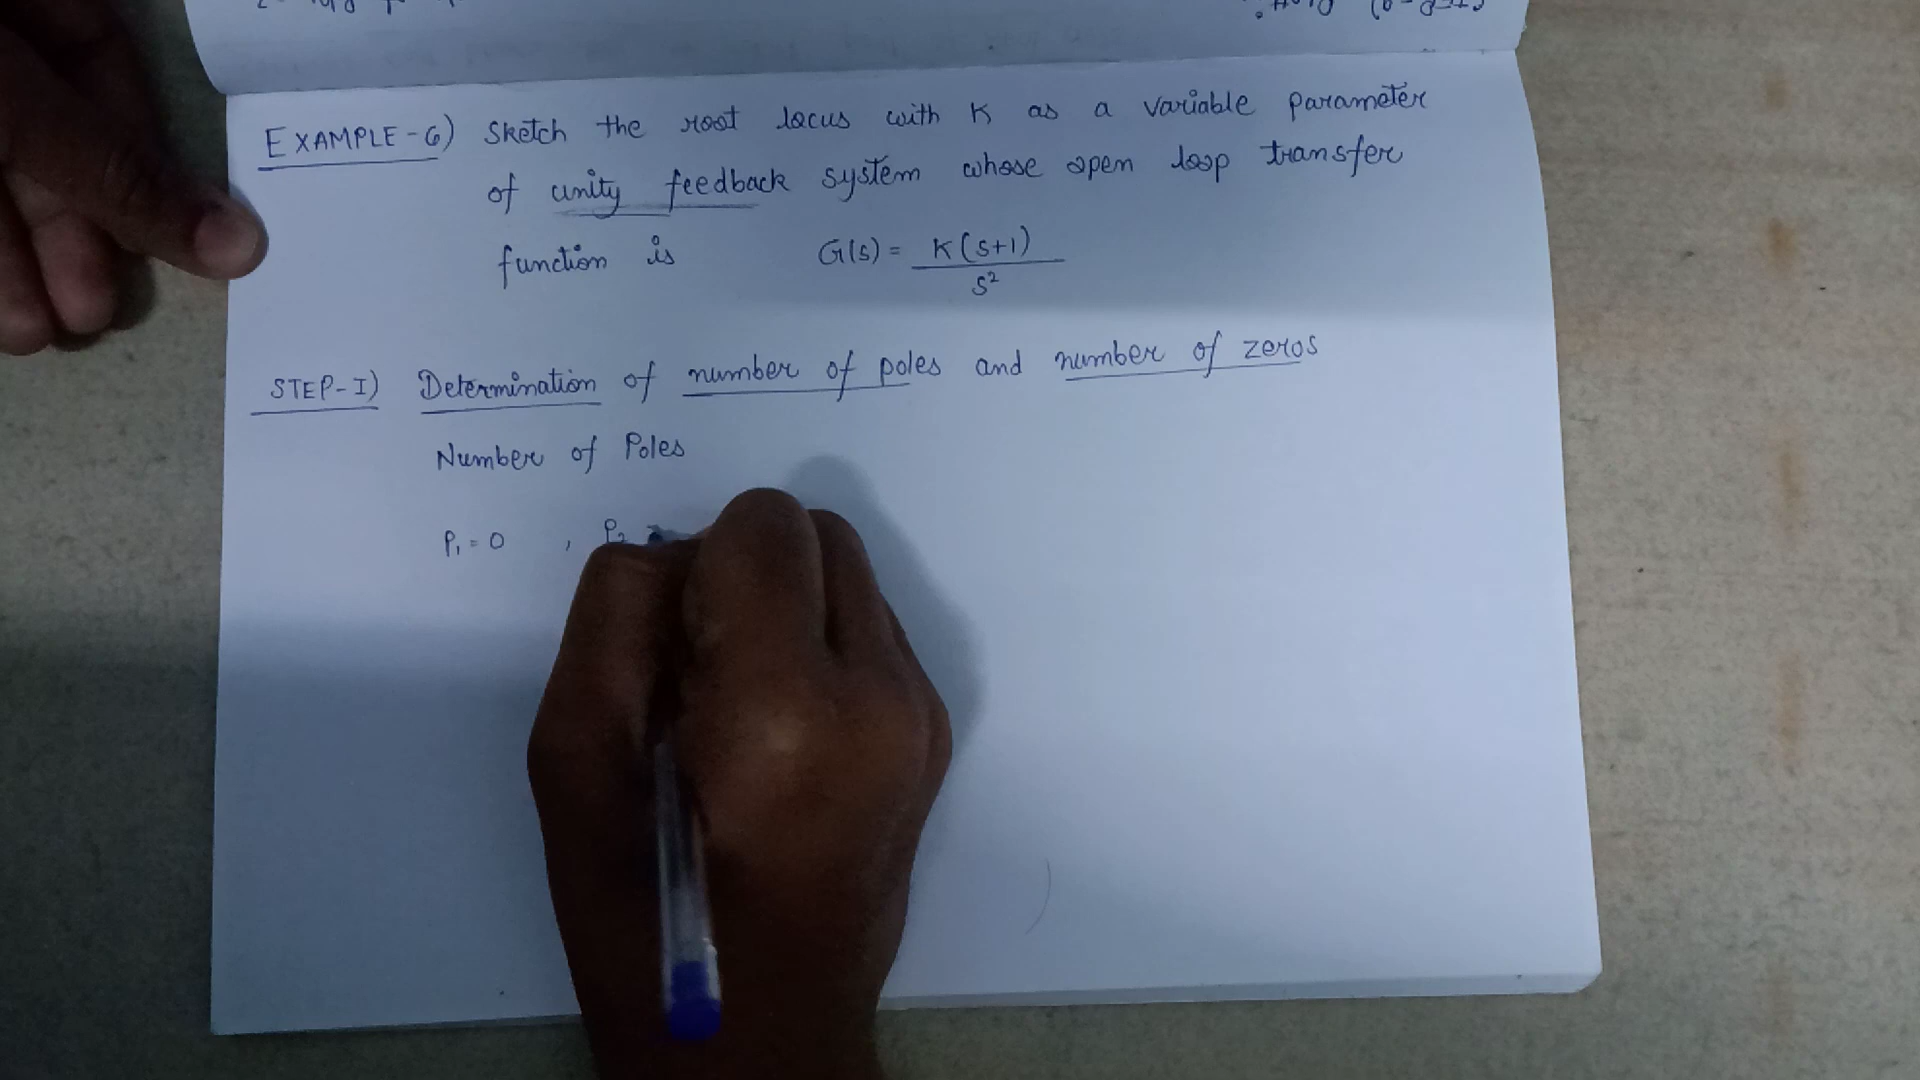 EXAMPLE-6) Sketch the root locus with K as a variable parameter
of unity feedback system whose open loop transfer
function is G(s) = K(s+1)
s²
STEP-I) Determination of number of poles and number of zeros
Number of Poles
P₁ = 0 , P₂ =